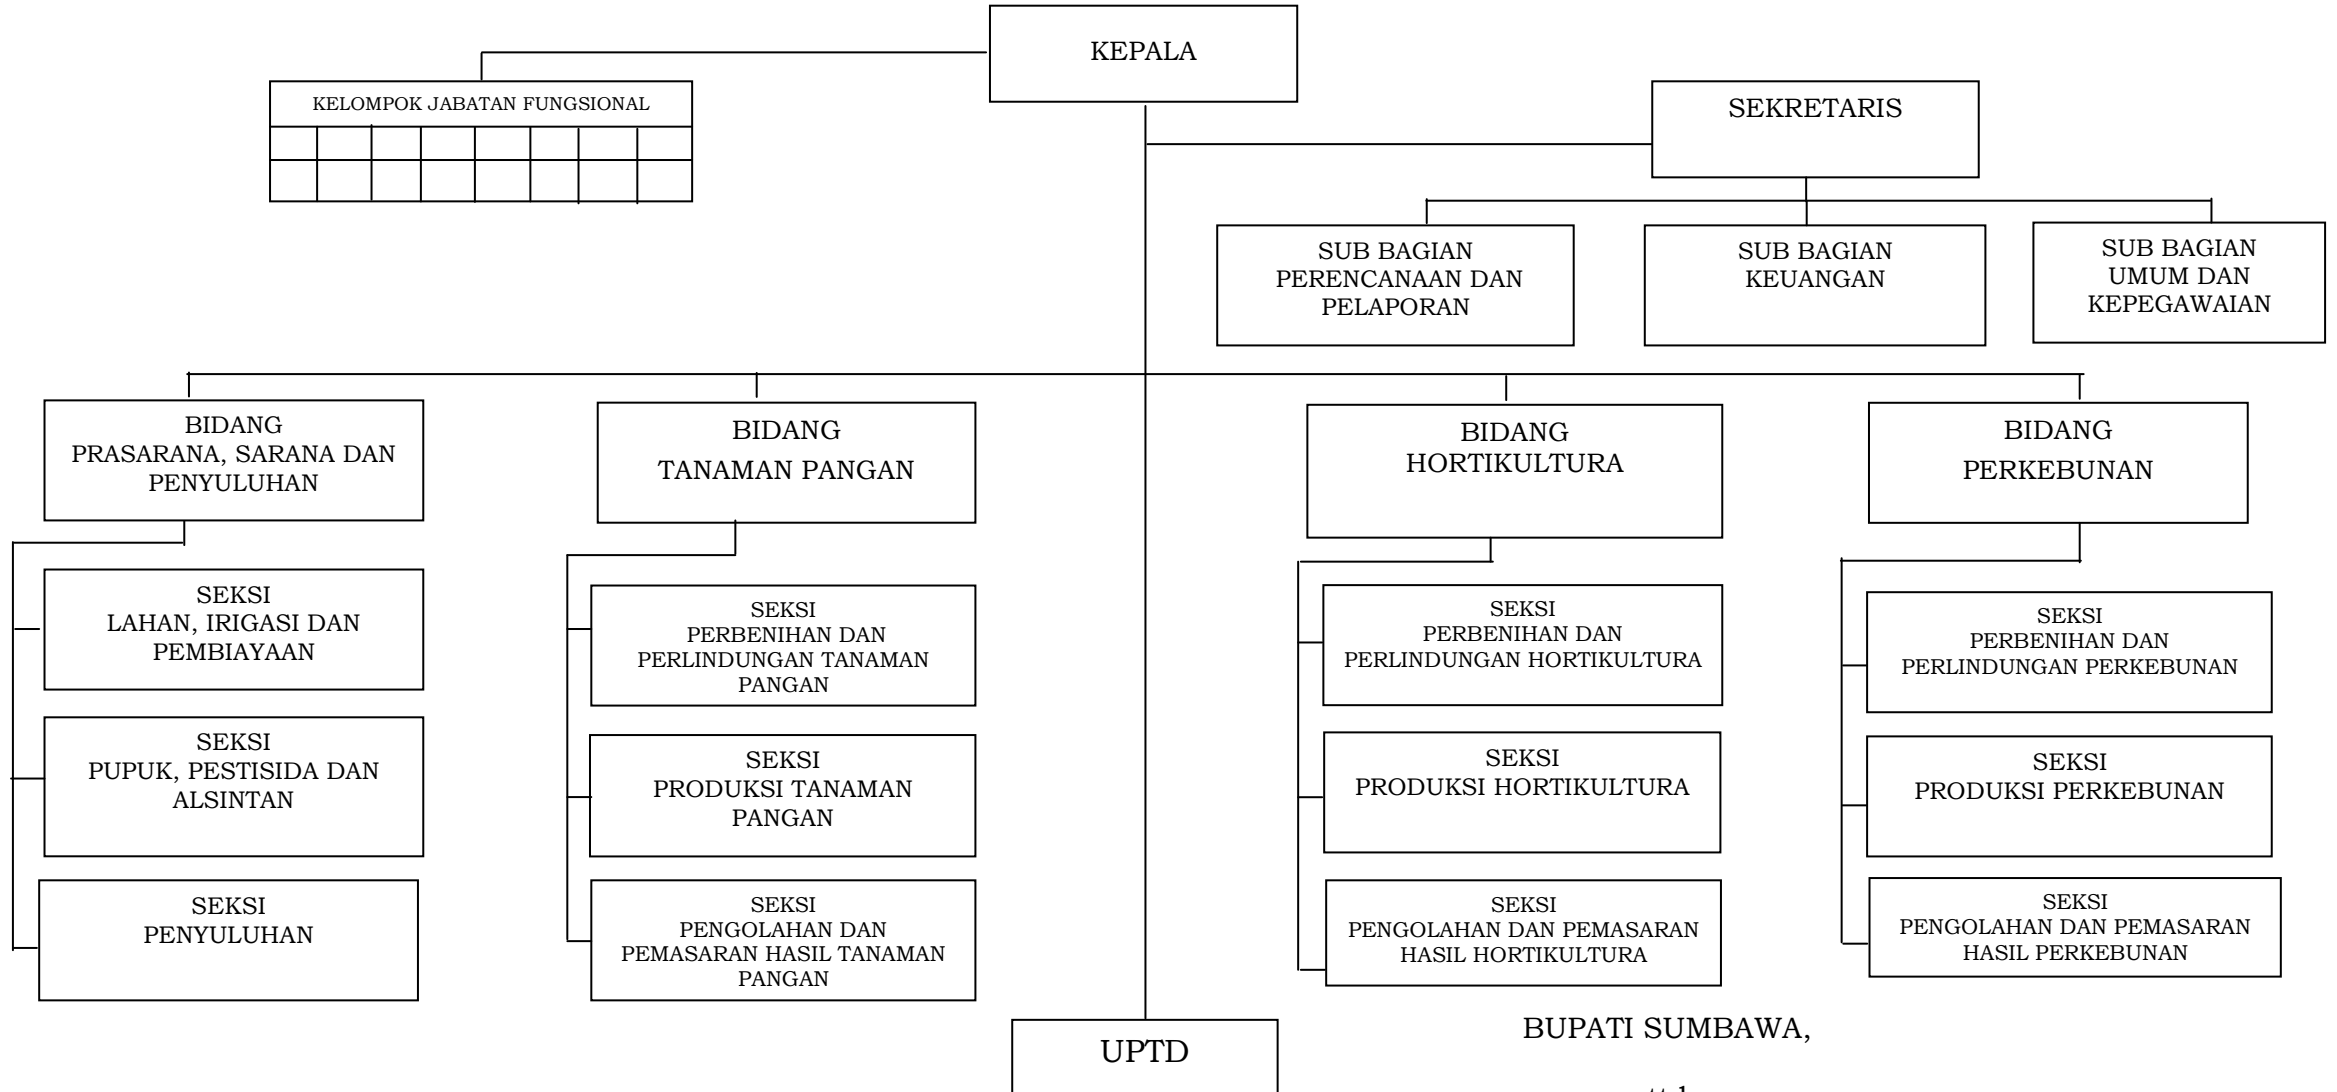 KEPALA
KELOMPOK JABATAN FUNGSIONAL
SEKRETARIS
SUB BAGIAN
PERENCANAAN DAN
PELAPORAN
SUB BAGIAN
KEUANGAN
SUB BAGIAN
UMUM DAN
KEPEGAWAIAN
BIDANG
PRASARANA, SARANA DAN
PENYULUHAN
BIDANG
TANAMAN PANGAN
BIDANG
HORTIKULTURA
BIDANG
PERKEBUNAN
SEKSI
LAHAN, IRIGASI DAN
PEMBIAYAAN
SEKSI
PERBENIHAN DAN
PERLINDUNGAN TANAMAN
PANGAN
SEKSI
PERBENIHAN DAN
PERLINDUNGAN HORTIKULTURA
SEKSI
PERBENIHAN DAN
PERLINDUNGAN PERKEBUNAN
SEKSI
PUPUK, PESTISIDA DAN
ALSINTAN
SEKSI
PRODUKSI TANAMAN
PANGAN
SEKSI
PRODUKSI HORTIKULTURA
SEKSI
PRODUKSI PERKEBUNAN
SEKSI
PENYULUHAN
SEKSI
PENGOLAHAN DAN
PEMASARAN HASIL TANAMAN
PANGAN
SEKSI
PENGOLAHAN DAN PEMASARAN
HASIL HORTIKULTURA
SEKSI
PENGOLAHAN DAN PEMASARAN
HASIL PERKEBUNAN
UPTD
BUPATI SUMBAWA,